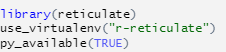 library(reticulate)
use_virtualenv("r-reticulate")
py_available(TRUE)